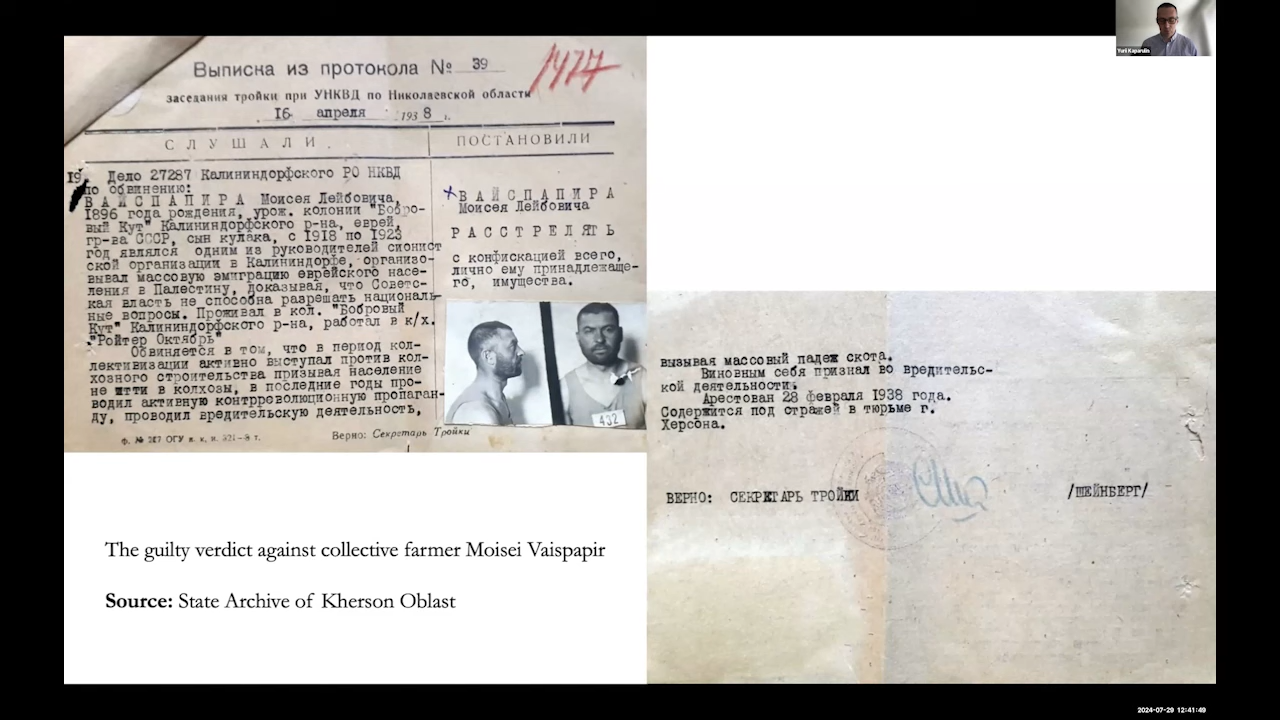 Yurii Kaparulin
1477
Выписка из протокола № 39
заседания тройки при УНКВД по Николаевской области
16 апреля 1938 г.
СЛУШАЛИ.
ПОСТАНОВИЛИ
19. Дело 27287 Калининдорфского РО НКВД
по обвинению:
ВАЙСПАПИРА Моисея Лейбовича,
1896 года рождения, урож. колонии "Бобро-
вый Кут" Калининдорфского р-на, еврей,
гр-ва СССР, сын кулака, с 1918 по 1923
год являлся одним из руководителей сионист
ской организации в Калининдорфе, организо-
вывал массовую эмиграцию еврейского насе-
ления в Палестину, доказывая, что Советс-
кая власть не способна разрешать националь-
ные вопросы. Проживал в кол. "Бобровый
Кут" Калининдорфского р-на, работал в к/х.
"Ройтер Октябрь"
Обвиняется в том, что в период кол-
лективизации активно выступал против кол-
хозного строительства призывая население
не итти в колхозы, в последние годы про-
водил активную контрреволюционную пропаган-
ду, проводил вредительскую деятельность,
ВАЙСПАПИРА
Моисея Лейбовича
РАССТРЕЛЯТЬ
с конфискацией всего,
лично ему принадлежаще-
го, имущества.
432
Верно: Секретарь Тройки
вызывая массовый падеж скота.
Виновным себя признал во вредительс-
кой деятельности.
Арестован 28 февраля 1938 года.
Содержится под стражей в тюрьме г.
Херсона.
ВЕРНО: СЕКРЕТАРЬ ТРОЙКИ /ШЕЙНБЕРГ/
The guilty verdict against collective farmer Moisei Vaispapir
Source: State Archive of Kherson Oblast
2024-07-29 12:41:49